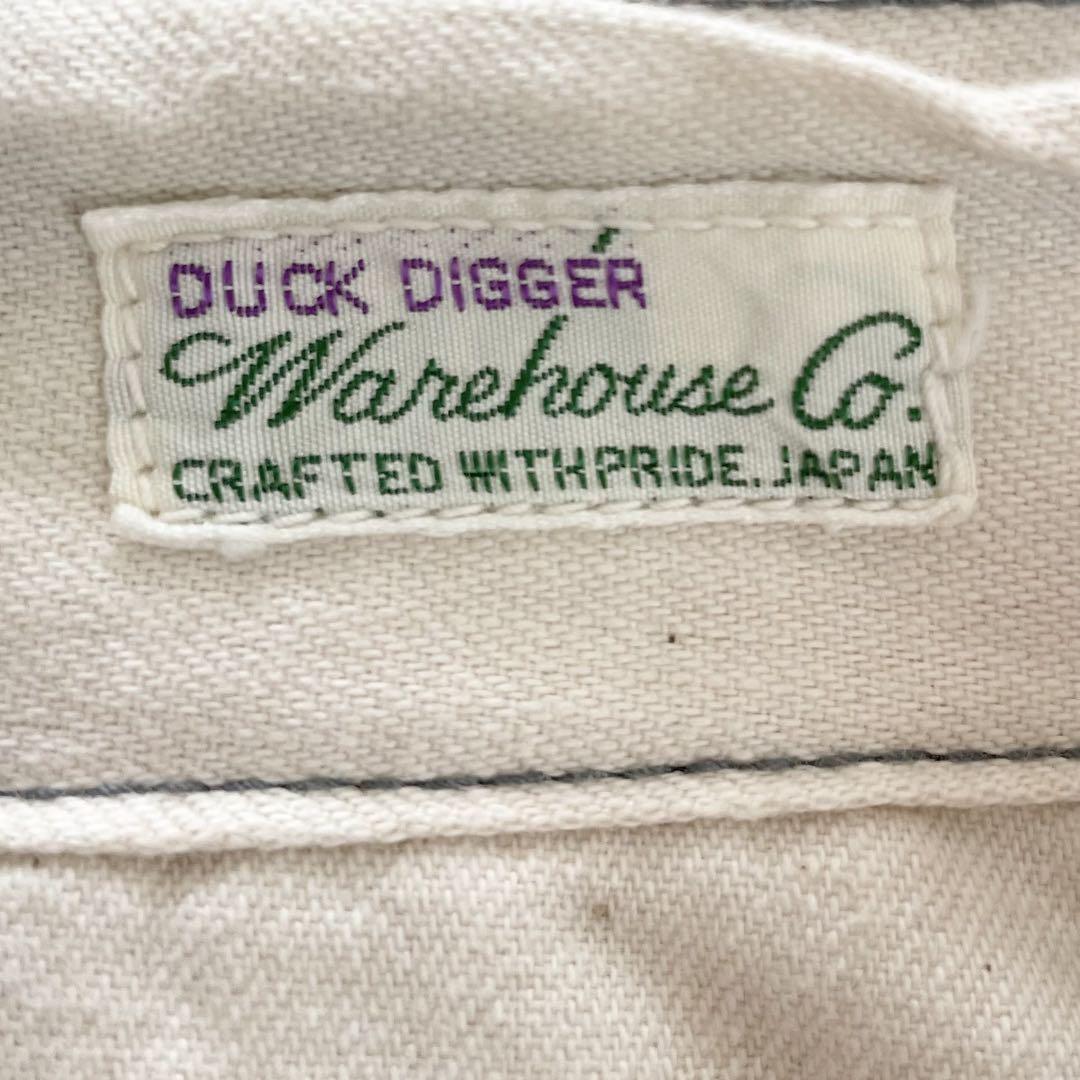 DUCK DIGGER
Warehouse Co.
CRAFTED WITH PRIDE. JAPAN